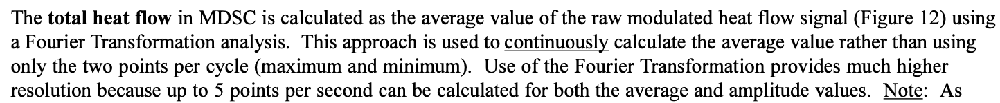 The total heat flow in MDSC is calculated as the average value of the raw modulated heat flow signal (Figure 12) using
a Fourier Transformation analysis.  This approach is used to continuously calculate the average value rather than using
only the two points per cycle (maximum and minimum).  Use of the Fourier Transformation provides much higher
resolution because up to 5 points per second can be calculated for both the average and amplitude values.  Note:  As